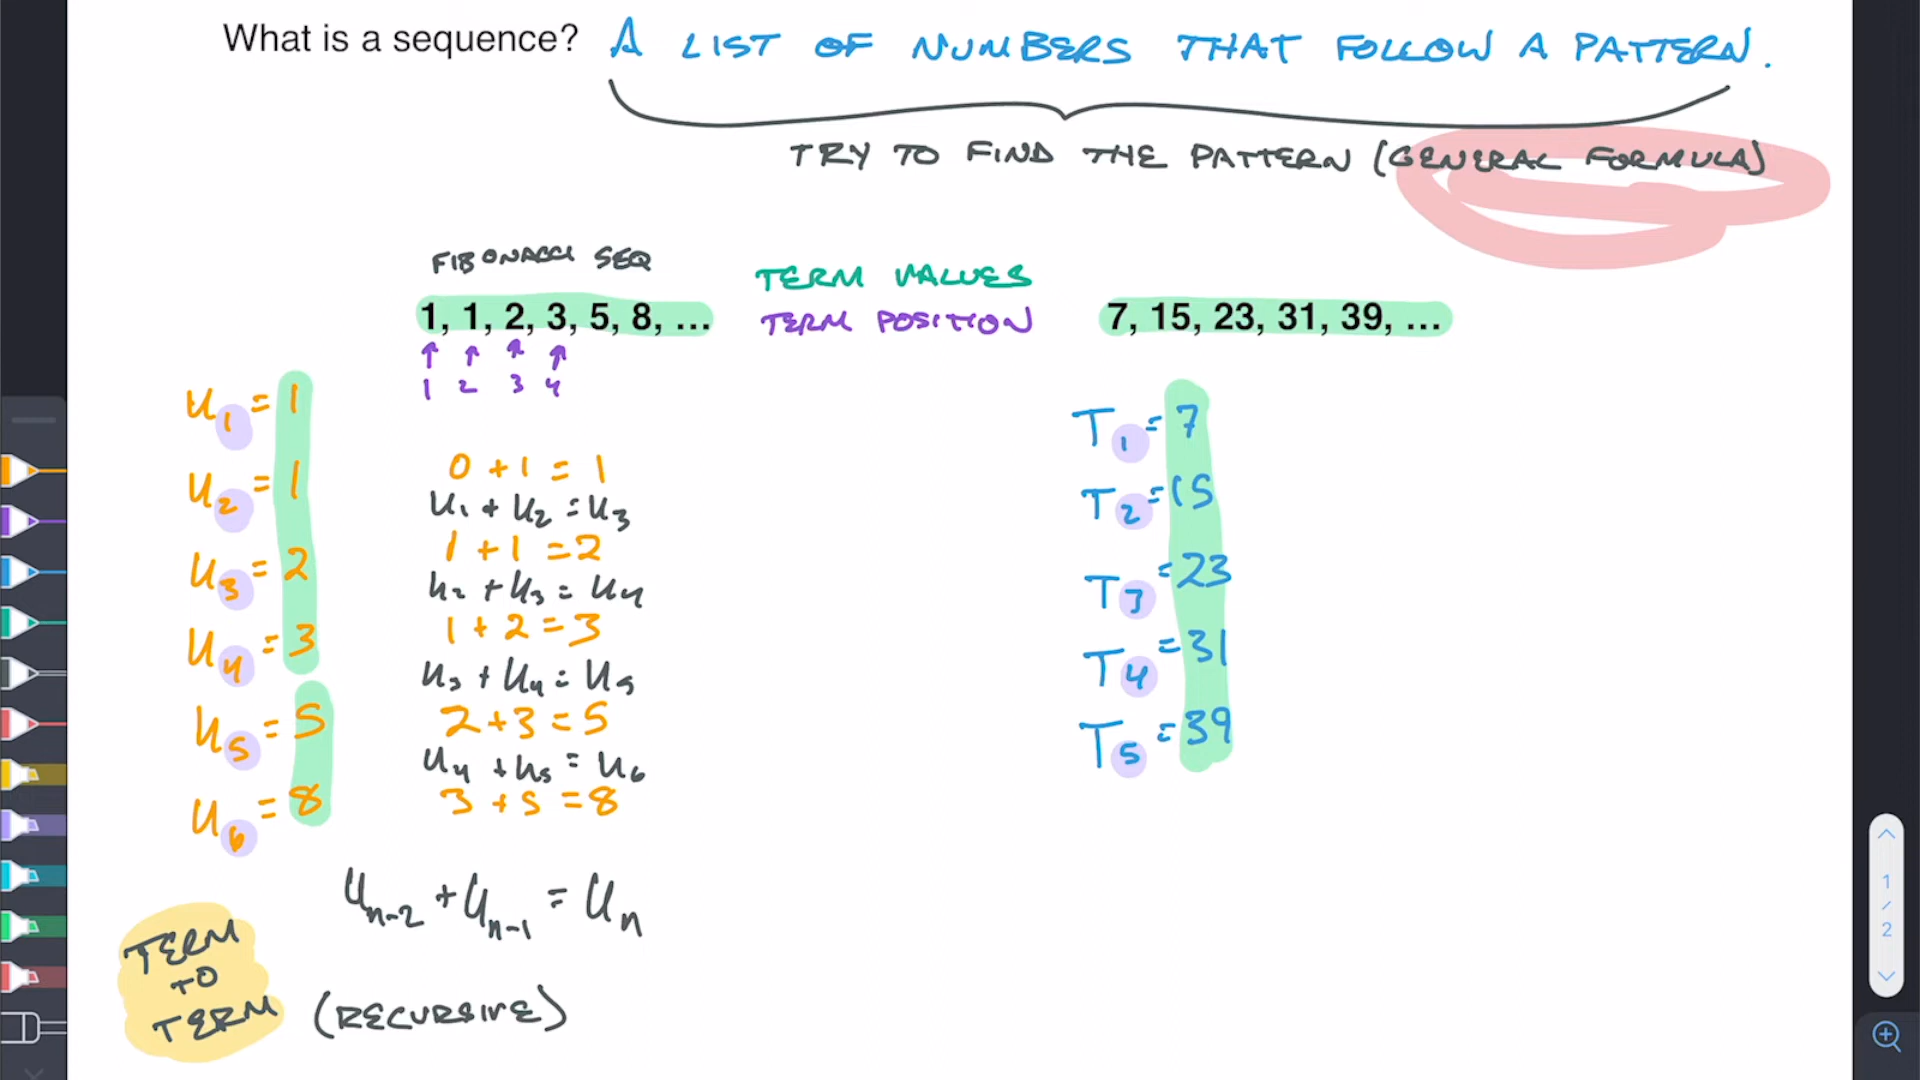 What is a sequence? A LIST OF NUMBERS THAT FOLLOW A PATTERN.
TRY TO FIND THE PATTERN (GENERAL FORMULA)
FIBONACCI SEQ
1, 1, 2, 3, 5, 8, ...
↑ ↑ ↑ ↑
1 2 3 4
TERM VALUES
TERM POSITION
7, 15, 23, 31, 39, ...
U₁ = 1
U₂ = 1
U₃ = 2
U₄ = 3
U₅ = 5
U₆ = 8
0 + 1 = 1
U₁ + U₂ = U₃
1 + 1 = 2
U₂ + U₃ = U₄
1 + 2 = 3
U₃ + U₄ = U₅
2 + 3 = 5
U₄ + U₅ = U₆
3 + 5 = 8
Uₙ₋₂ + Uₙ₋₁ = Uₙ
TERM
TO
TERM
(RECURSIVE)
T₁ = 7
T₂ = 15
T₃ = 23
T₄ = 31
T₅ = 39
1
/
2